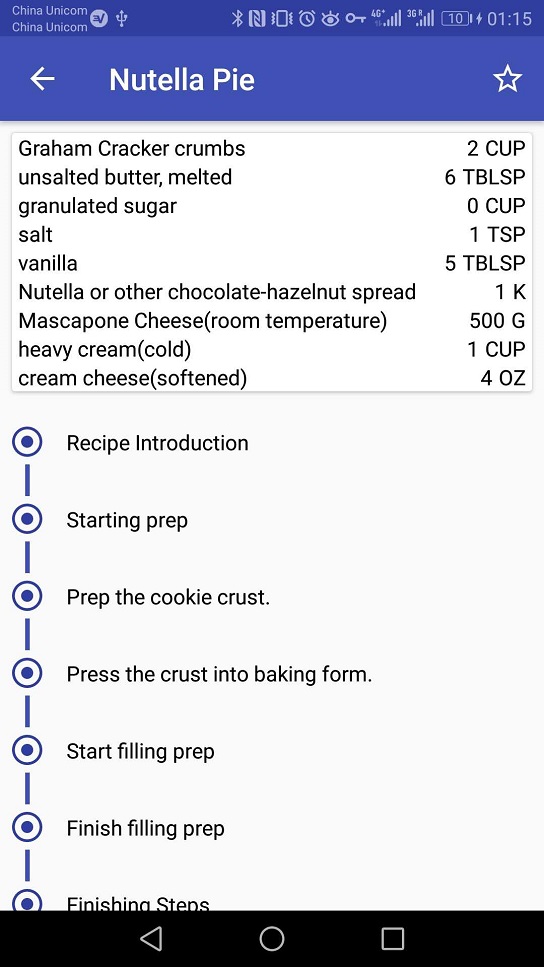 China Unicom
China Unicom
4G+ 3G R 10 01:15
Nutella Pie
Graham Cracker crumbs 2 CUP
unsalted butter, melted 6 TBLSP
granulated sugar 0 CUP
salt 1 TSP
vanilla 5 TBLSP
Nutella or other chocolate-hazelnut spread 1 K
Mascapone Cheese(room temperature) 500 G
heavy cream(cold) 1 CUP
cream cheese(softened) 4 OZ
Recipe Introduction
Starting prep
Prep the cookie crust.
Press the crust into baking form.
Start filling prep
Finish filling prep
Finishing Steps